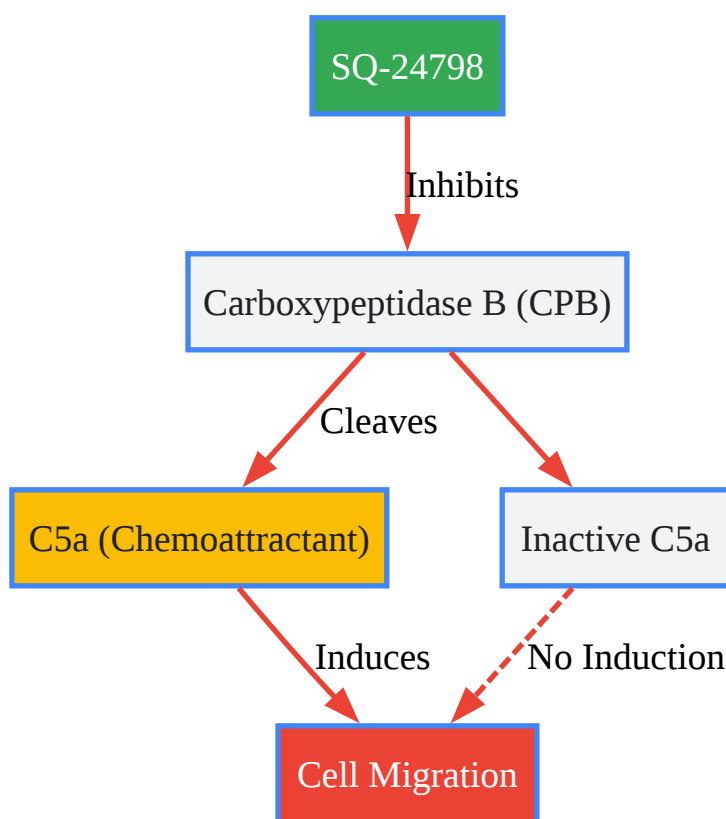 SQ-24798
Inhibits
Carboxypeptidase B (CPB)
Cleaves
C5a (Chemoattractant)
Inactive C5a
Induces
No Induction
Cell Migration